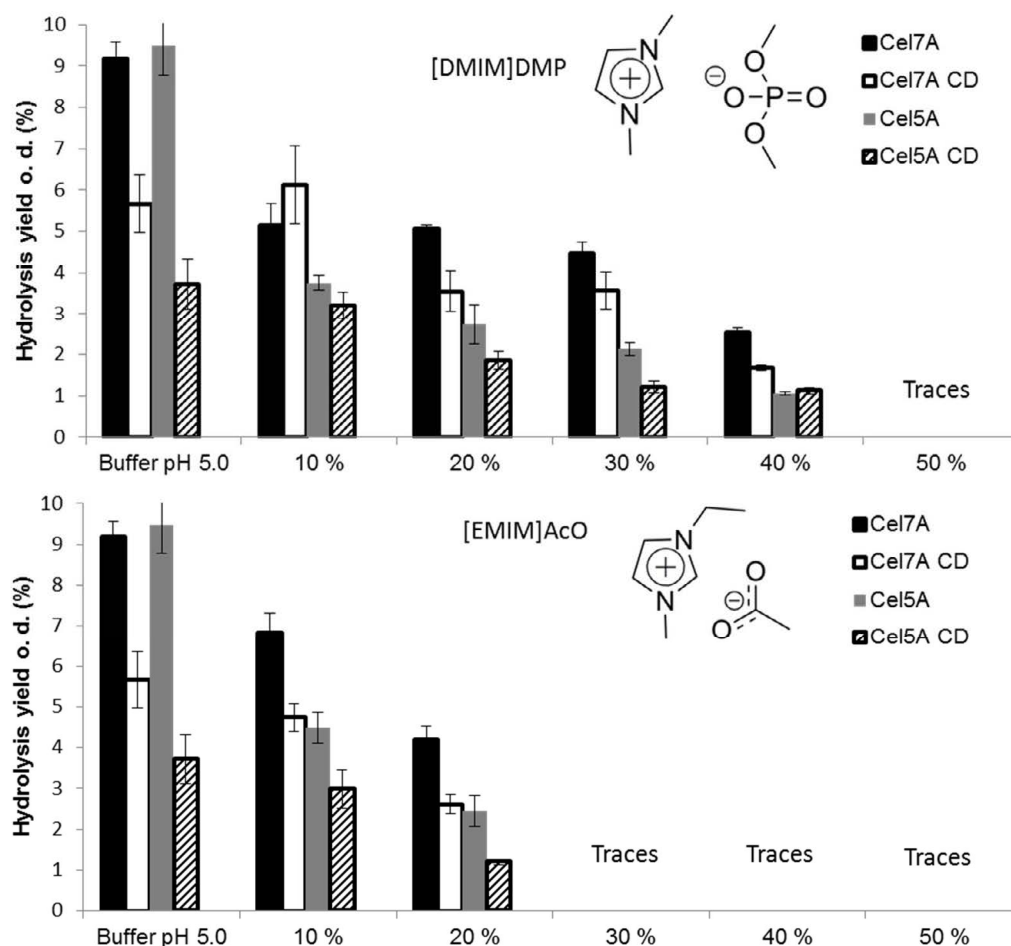 10
9
8
7
6
5
4
3
2
1
0
Hydrolysis yield o. d. (%)
[DMIM]DMP
N
+
N
O
⊖
O-P=O
O
Cel7A
Cel7A CD
Cel5A
Cel5A CD
Traces
Buffer pH 5.0 10 % 20 % 30 % 40 % 50 %
10
9
8
7
6
5
4
3
2
1
0
Hydrolysis yield o. d. (%)
[EMIM]AcO
N
+
N
O
⊖
O
Cel7A
Cel7A CD
Cel5A
Cel5A CD
Traces Traces Traces
Buffer pH 5.0 10 % 20 % 30 % 40 % 50 %